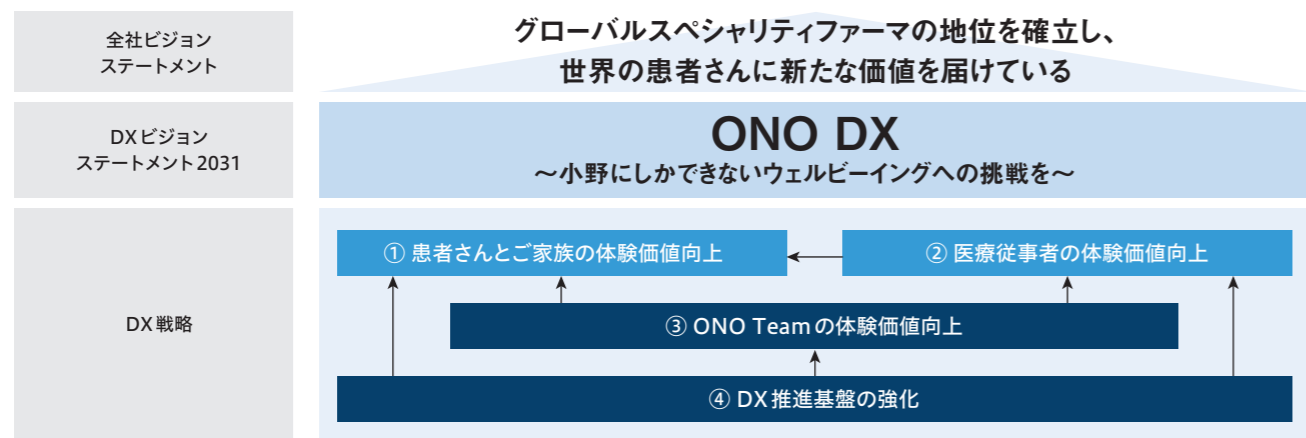 全社ビジョン
ステートメント
グローバルスペシャリティファーマの地位を確立し、
世界の患者さんに新たな価値を届けている
DXビジョン
ステートメント2031
ONO DX
～小野にしかできないウェルビーイングへの挑戦を～
DX戦略
① 患者さんとご家族の体験価値向上
② 医療従事者の体験価値向上
③ ONO Teamの体験価値向上
④ DX推進基盤の強化